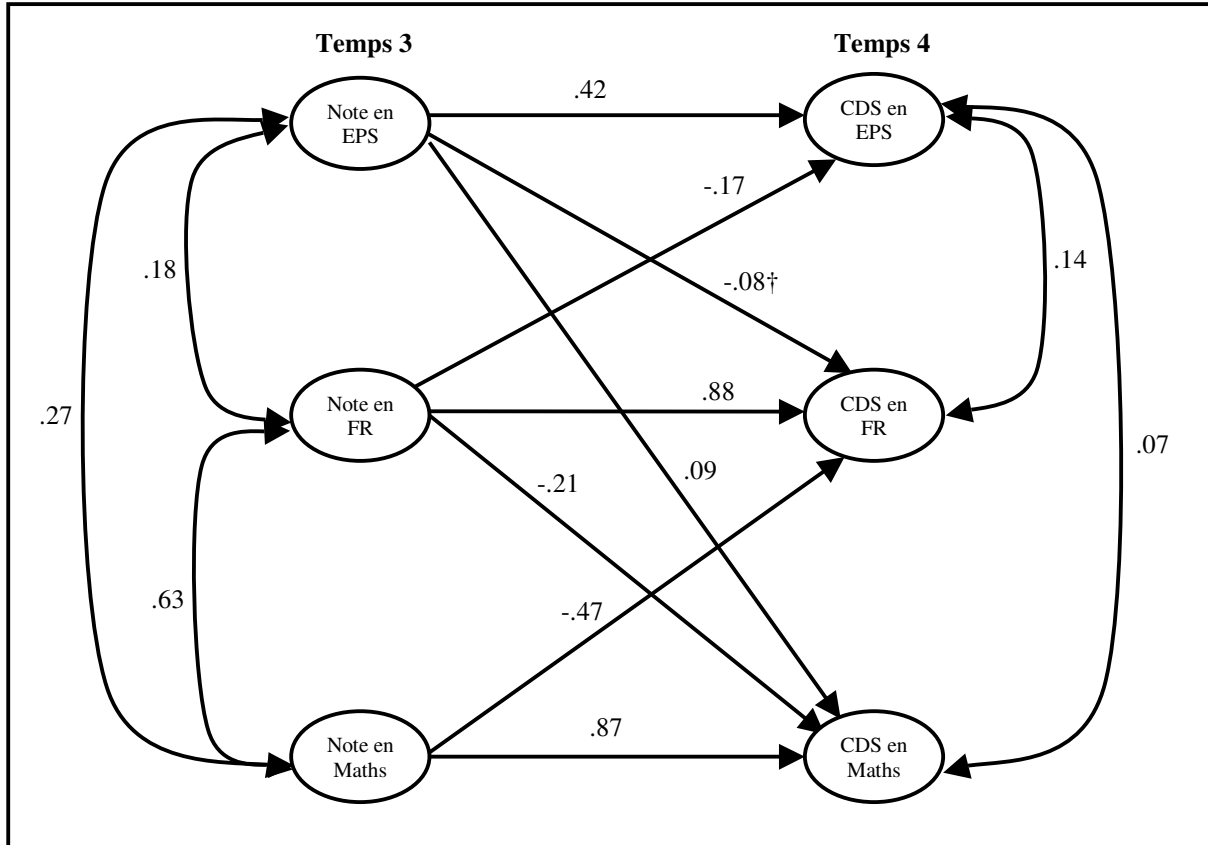 Temps 3
Temps 4
Note en
EPS
.42
CDS en
EPS
-.17
.18
-.08†
.14
.27
Note en
FR
.88
CDS en
FR
.07
-.21
.09
.63
-.47
Note en
Maths
.87
CDS en
Maths